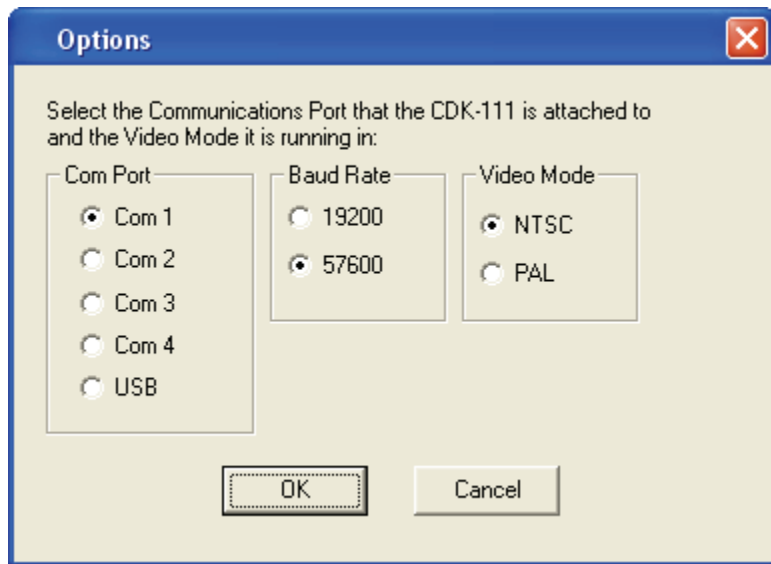 Options
Select the Communications Port that the CDK-111 is attached to
and the Video Mode it is running in:
Com Port
Com 1
Com 2
Com 3
Com 4
USB
Baud Rate
19200
57600
Video Mode
NTSC
PAL
OK
Cancel